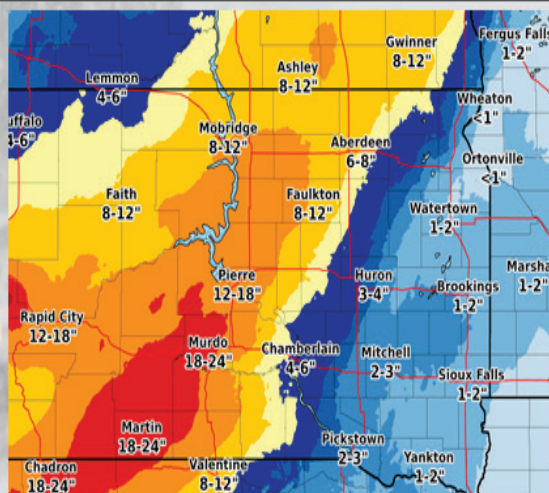 Fergus Falls
1-2"
Gwinner
8-12"
Ashley
8-12"
Lemmon
4-6"
Wheaton
<1"
uffalo
4-6"
Mobridge
8-12"
Aberdeen
6-8"
Ortonville
<1"
Faith
8-12"
Faulkton
8-12"
Watertown
1-2"
Pierre
12-18"
Huron
3-4"
Brookings
1-2"
Marsha
1-2"
Rapid City
12-18"
Murdo
18-24"
Chamberlain
4-6"
Mitchell
2-3"
Sioux Falls
1-2"
Martin
18-24"
Pickstown
2-3"
Yankton
1-2"
Chadron
18-24"
Valentine
8-12"